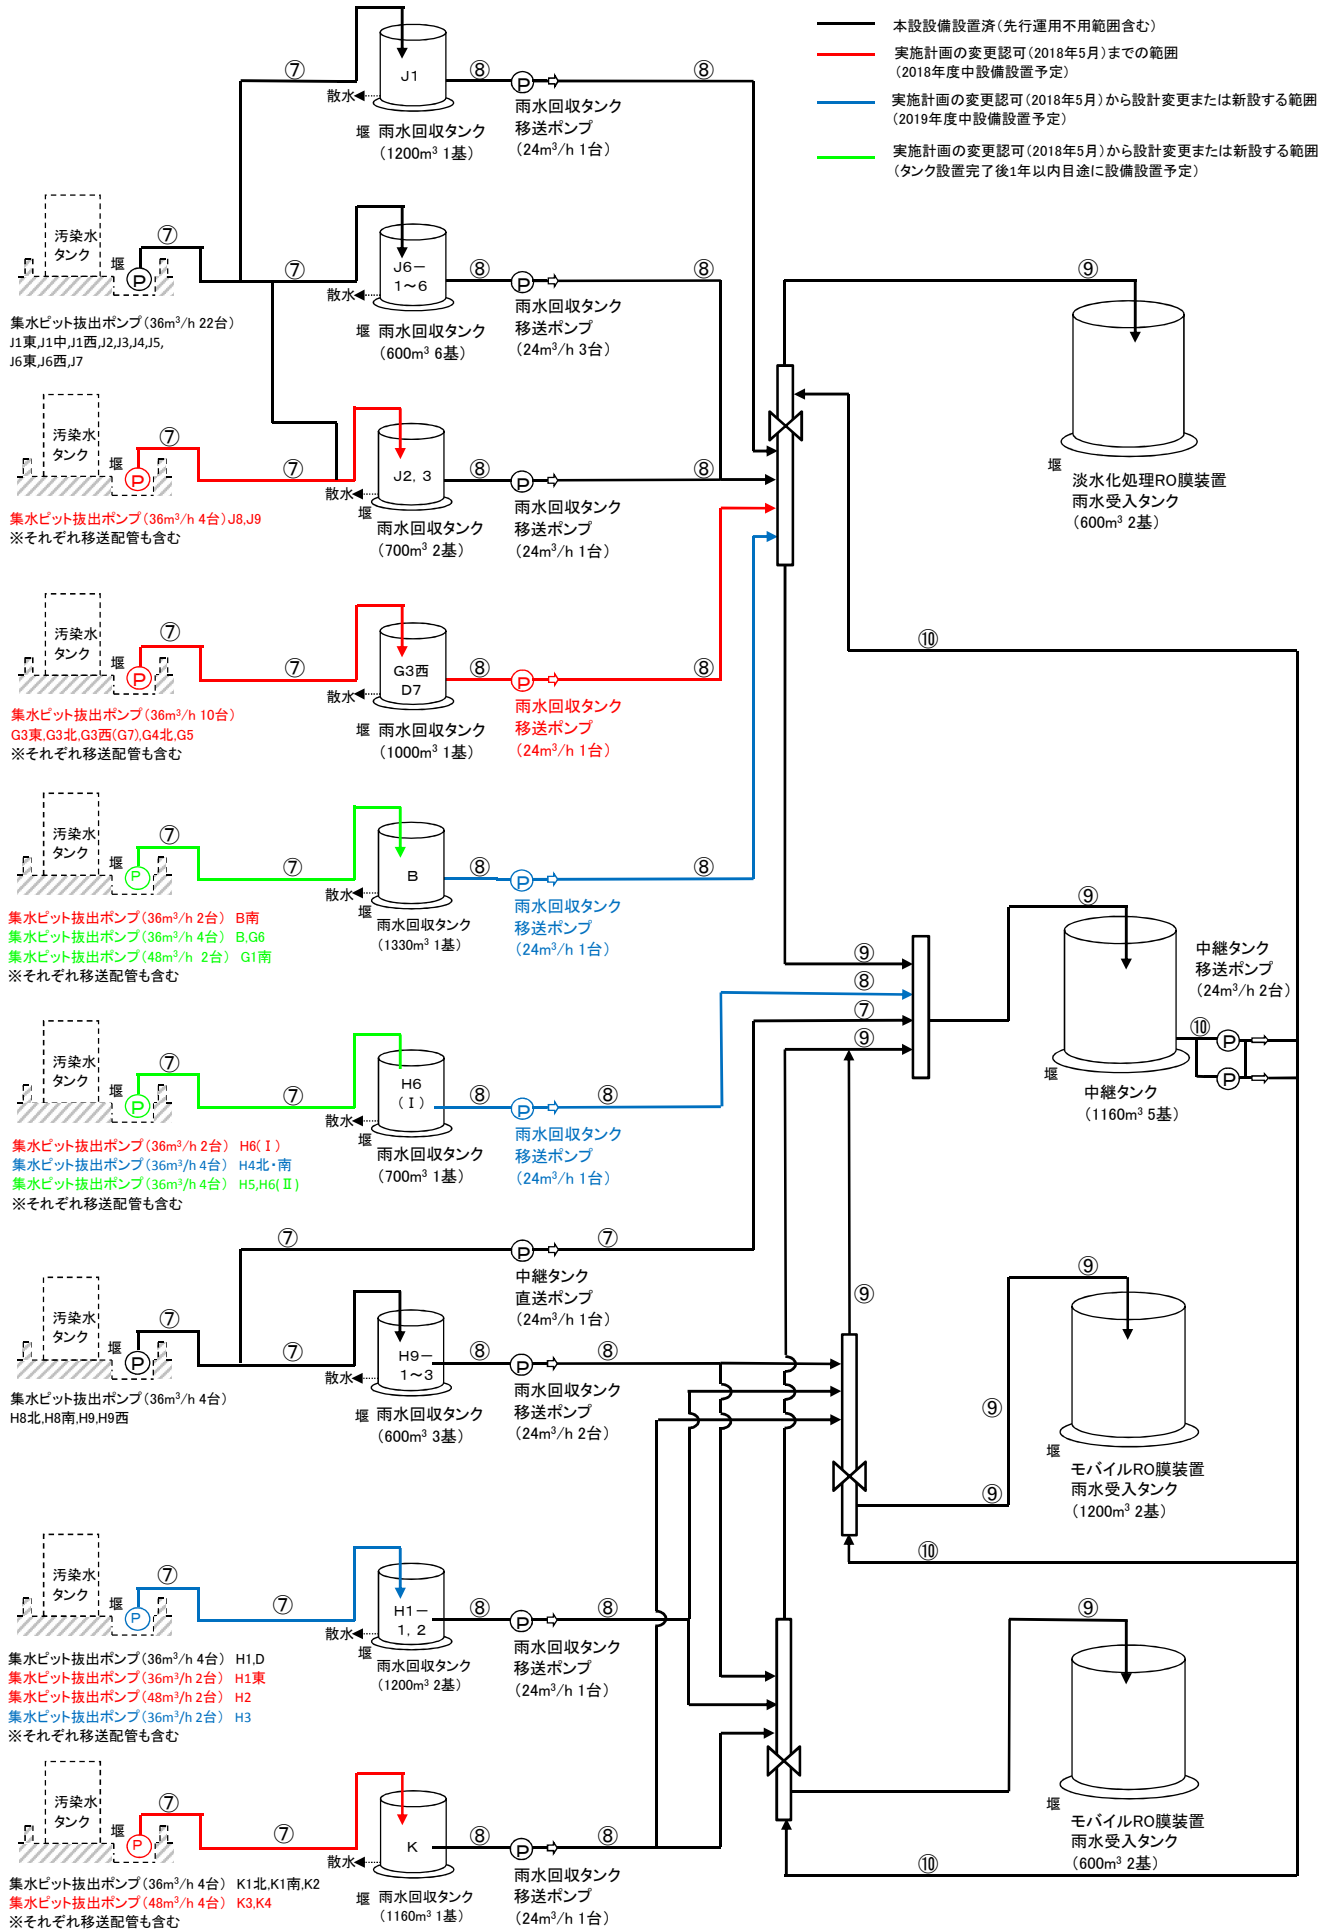 本設設備設置済(先行運用不用範囲含む)
実施計画の変更認可(2018年5月)までの範囲
(2018年度中設備設置予定)
実施計画の変更認可(2018年5月)から設計変更または新設する範囲
(2019年度中設備設置予定)
実施計画の変更認可(2018年5月)から設計変更または新設する範囲
(タンク設置完了後1年以内目途に設備設置予定)
⑦
J1
⑧
P
⑧
散水
堰
雨水回収タンク
(1200m³ 1基)
雨水回収タンク
移送ポンプ
(24m³/h 1台)
汚染水
タンク
堰
P
⑦
⑦
J6－
1～6
⑧
P
⑧
散水
堰
雨水回収タンク
(600m³ 6基)
雨水回収タンク
移送ポンプ
(24m³/h 3台)
集水ピット抜出ポンプ(36m³/h 22台)
J1東,J1中,J1西,J2,J3,J4,J5,
J6東,J6西,J7
⑨
堰
淡水化処理RO膜装置
雨水受入タンク
(600m³ 2基)
汚染水
タンク
堰
P
⑦
⑦
J2, 3
⑧
P
⑧
散水
堰
雨水回収タンク
(700m³ 2基)
雨水回収タンク
移送ポンプ
(24m³/h 1台)
集水ピット抜出ポンプ(36m³/h 4台)J8,J9
※それぞれ移送配管も含む
汚染水
タンク
堰
P
⑦
⑦
G3西
D7
⑧
P
⑧
⑩
散水
堰
雨水回収タンク
(1000m³ 1基)
雨水回収タンク
移送ポンプ
(24m³/h 1台)
集水ピット抜出ポンプ(36m³/h 10台)
G3東,G3北,G3西(G7),G4北,G5
※それぞれ移送配管も含む
汚染水
タンク
堰
P
⑦
⑦
B
⑧
P
⑧
散水
堰
雨水回収タンク
(1330m³ 1基)
雨水回収タンク
移送ポンプ
(24m³/h 1台)
集水ピット抜出ポンプ(36m³/h 2台) B南
集水ピット抜出ポンプ(36m³/h 4台) B,G6
集水ピット抜出ポンプ(48m³/h 2台) G1南
※それぞれ移送配管も含む
⑨
⑧
⑦
⑨
⑨
堰
中継タンク
(1160m³ 5基)
中継タンク
移送ポンプ
(24m³/h 2台)
⑩
P
P
汚染水
タンク
堰
P
⑦
⑦
H6
(Ⅰ)
⑧
P
⑧
散水
堰
雨水回収タンク
(700m³ 1基)
雨水回収タンク
移送ポンプ
(24m³/h 1台)
集水ピット抜出ポンプ(36m³/h 2台) H6(Ⅰ)
集水ピット抜出ポンプ(36m³/h 4台) H4北・南
集水ピット抜出ポンプ(36m³/h 4台) H5,H6(Ⅱ)
※それぞれ移送配管も含む
⑦
P
⑦
中継タンク
直送ポンプ
(24m³/h 1台)
汚染水
タンク
堰
P
⑦
⑦
H9－
1～3
⑧
P
⑧
散水
堰
雨水回収タンク
(600m³ 3基)
雨水回収タンク
移送ポンプ
(24m³/h 2台)
集水ピット抜出ポンプ(36m³/h 4台)
H8北,H8南,H9,H9西
⑨
⑨
⑨
⑨
堰
モバイルRO膜装置
雨水受入タンク
(1200m³ 2基)
⑩
汚染水
タンク
堰
P
⑦
⑦
H1－
1, 2
⑧
P
⑧
散水
堰
雨水回収タンク
(1200m³ 2基)
雨水回収タンク
移送ポンプ
(24m³/h 1台)
集水ピット抜出ポンプ(36m³/h 4台) H1,D
集水ピット抜出ポンプ(36m³/h 2台) H1東
集水ピット抜出ポンプ(48m³/h 2台) H2
集水ピット抜出ポンプ(36m³/h 2台) H3
※それぞれ移送配管も含む
⑨
堰
モバイルRO膜装置
雨水受入タンク
(600m³ 2基)
⑩
汚染水
タンク
堰
P
⑦
⑦
K
⑧
P
⑧
散水
堰
雨水回収タンク
(1160m³ 1基)
雨水回収タンク
移送ポンプ
(24m³/h 1台)
集水ピット抜出ポンプ(36m³/h 4台) K1北,K1南,K2
集水ピット抜出ポンプ(48m³/h 4台) K3,K4
※それぞれ移送配管も含む